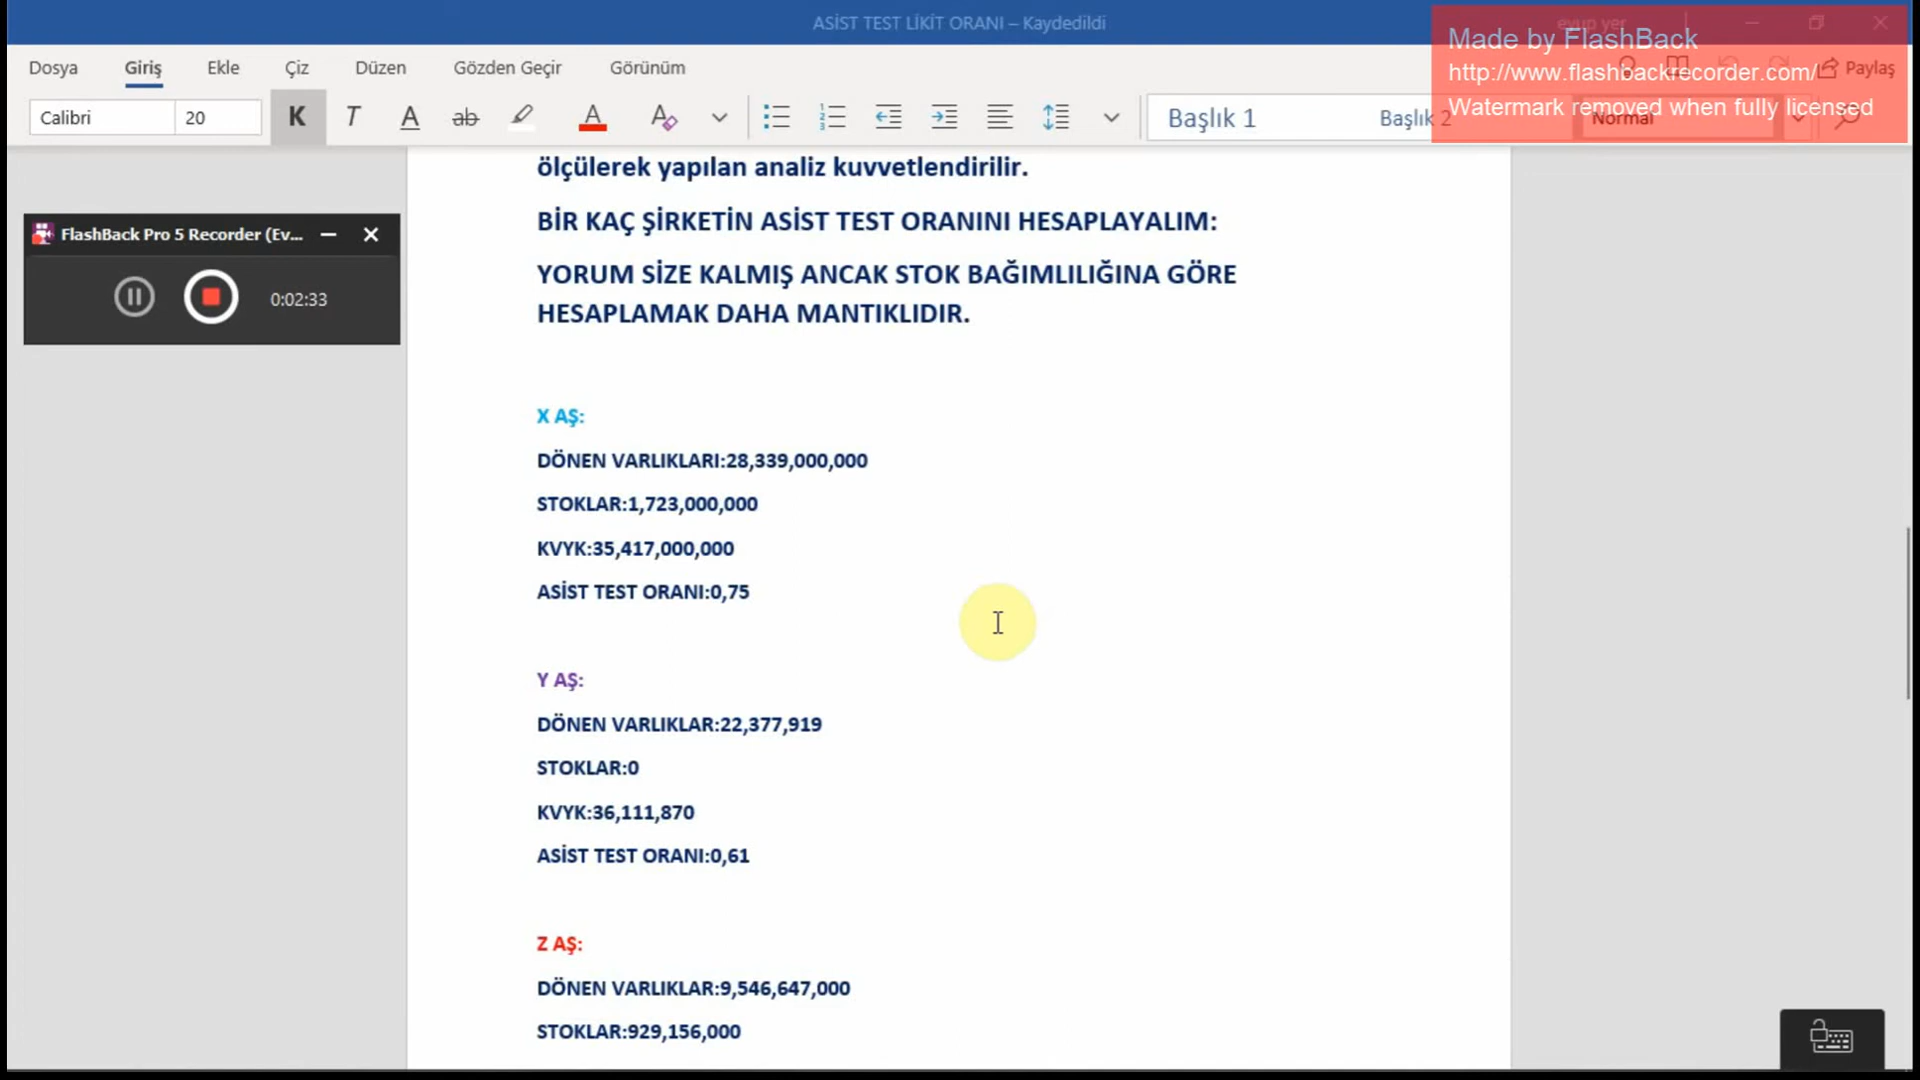 ASİST TEST LİKİT ORANI – Kaydedildi
Made by FlashBack
http://www.flashbackrecorder.com/
Watermark removed when fully licensed
Dosya Giriş Ekle Çiz Düzen Gözden Geçir Görünüm Paylaş
Calibri 20 K T A ab A A Başlık 1 Başlık 2 Normal
FlashBack Pro 5 Recorder (Ev...
0:02:33
ölçülerek yapılan analiz kuvvetlendirilir.
BİR KAÇ ŞİRKETİN ASİST TEST ORANINI HESAPLAYALIM:
YORUM SİZE KALMIŞ ANCAK STOK BAĞIMLILIĞINA GÖRE
HESAPLAMAK DAHA MANTIKLIDIR.
X AŞ:
DÖNEN VARLIKLARI:28,339,000,000
STOKLAR:1,723,000,000
KVYK:35,417,000,000
ASİST TEST ORANI:0,75
Y AŞ:
DÖNEN VARLIKLAR:22,377,919
STOKLAR:0
KVYK:36,111,870
ASİST TEST ORANI:0,61
Z AŞ:
DÖNEN VARLIKLAR:9,546,647,000
STOKLAR:929,156,000